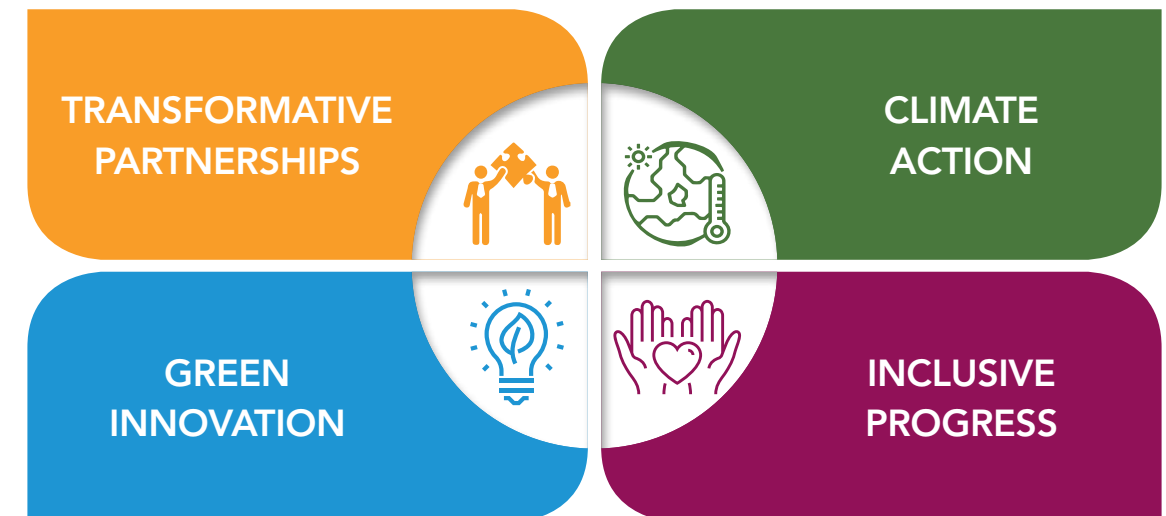 TRANSFORMATIVE
PARTNERSHIPS
CLIMATE
ACTION
GREEN
INNOVATION
INCLUSIVE
PROGRESS